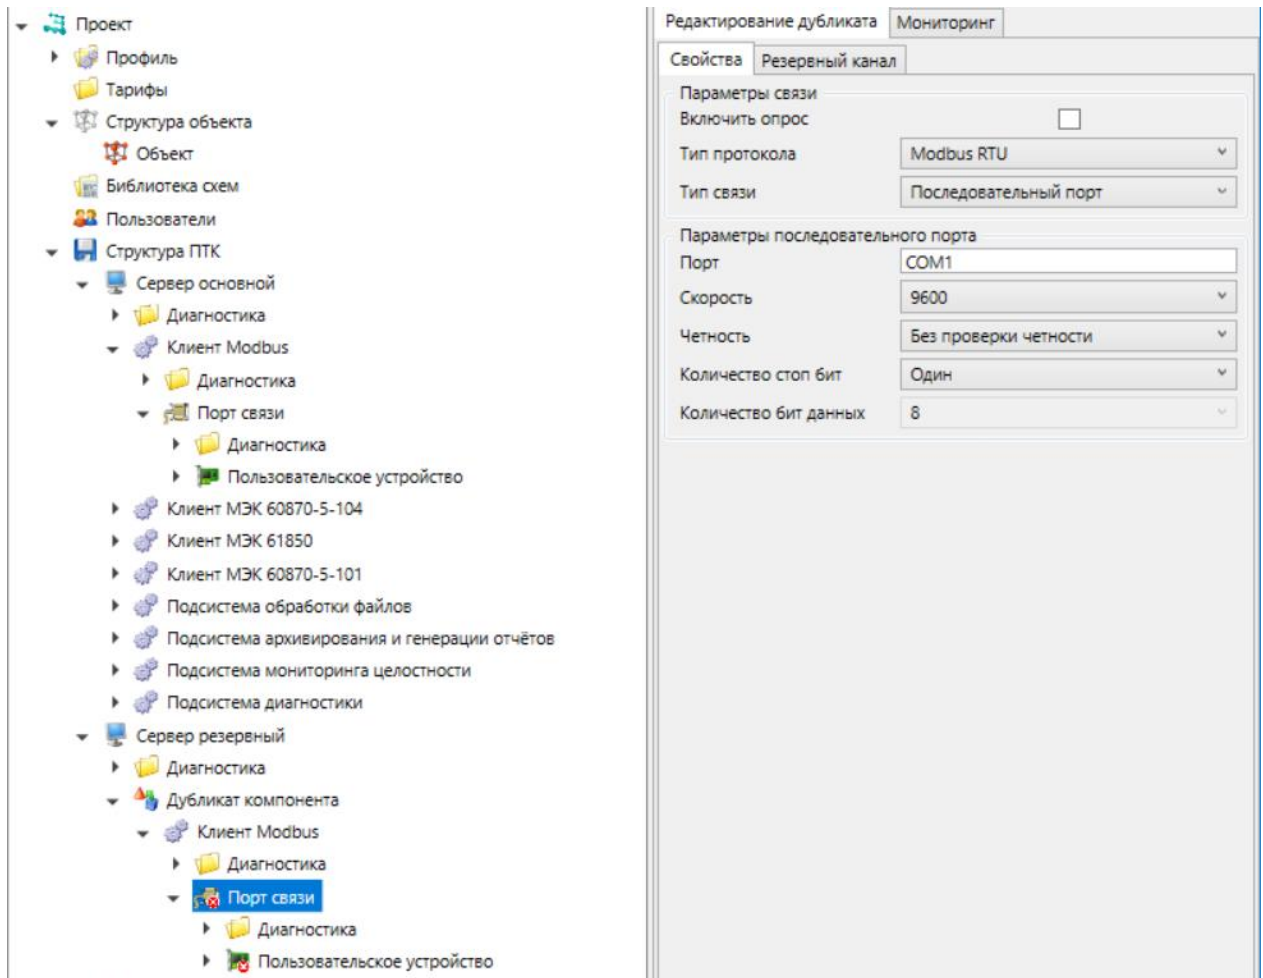 Проект
Профиль
Тарифы
Структура объекта
Объект
Библиотека схем
Пользователи
Структура ПТК
Сервер основной
Диагностика
Клиент Modbus
Диагностика
Порт связи
Диагностика
Пользовательское устройство
Клиент МЭК 60870-5-104
Клиент МЭК 61850
Клиент МЭК 60870-5-101
Подсистема обработки файлов
Подсистема архивирования и генерации отчётов
Подсистема мониторинга целостности
Подсистема диагностики
Сервер резервный
Диагностика
Дубликат компонента
Клиент Modbus
Диагностика
Порт связи
Диагностика
Пользовательское устройство
Редактирование дубликата Мониторинг
Свойства Резервный канал
Параметры связи
Включить опрос
Тип протокола Modbus RTU
Тип связи Последовательный порт
Параметры последовательного порта
Порт COM1
Скорость 9600
Четность Без проверки четности
Количество стоп бит Один
Количество бит данных 8